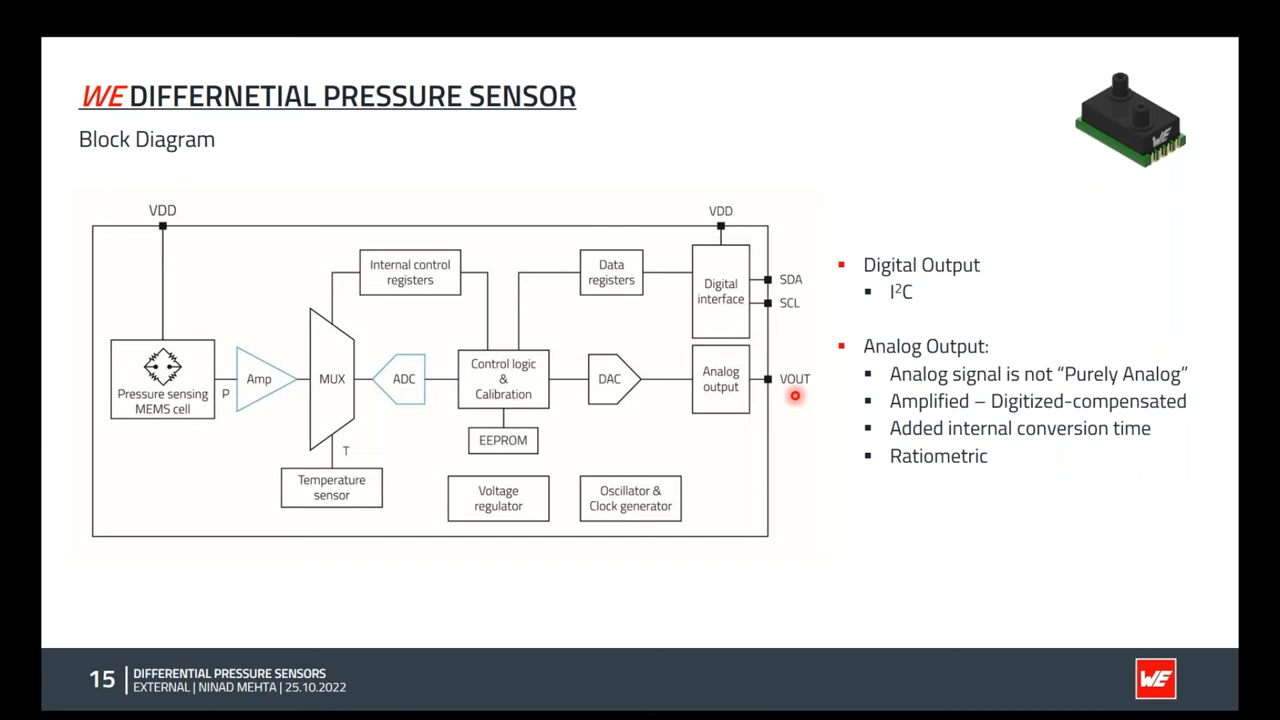 WE DIFFERNETIAL PRESSURE SENSOR
Block Diagram
WE
VDD
VDD
Internal control
registers
Data
registers
Digital
interface
SDA
SCL
Pressure sensing
MEMS cell
P
Amp
MUX
ADC
Control logic
&
Calibration
DAC
Analog
output
VOUT
EEPROM
T
Temperature
sensor
Voltage
regulator
Oscillator &
Clock generator
Digital Output
I²C
Analog Output:
Analog signal is not “Purely Analog”
Amplified – Digitized-compensated
Added internal conversion time
Ratiometric
15
DIFFERENTIAL PRESSURE SENSORS
EXTERNAL | NINAD MEHTA | 25.10.2022
WE